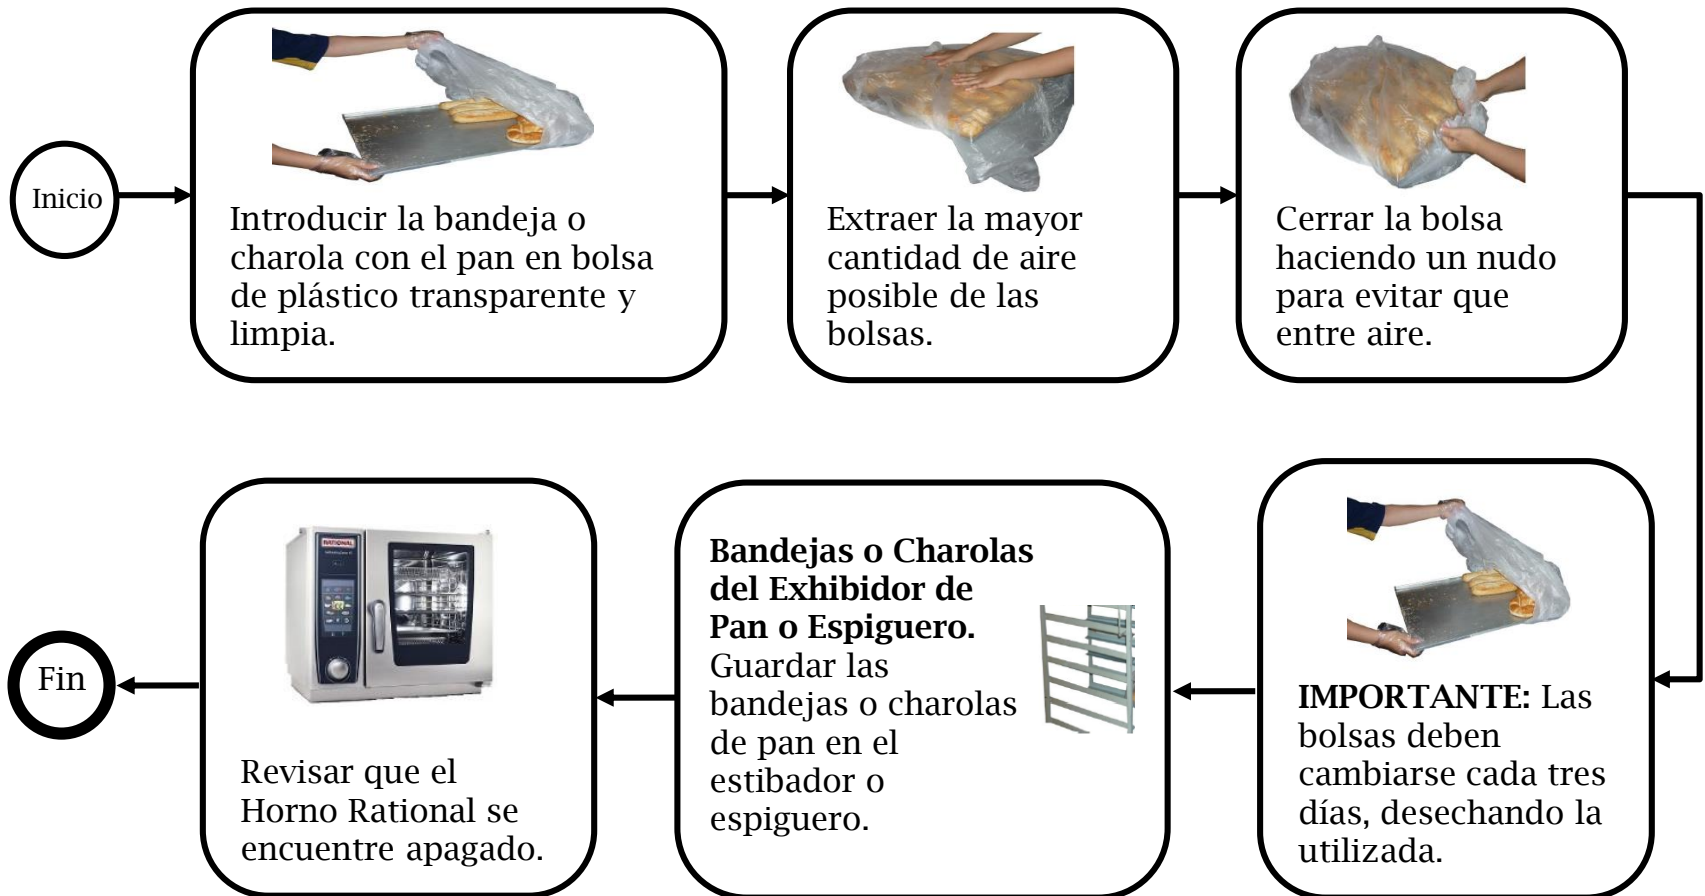 Inicio
Introducir la bandeja o
charola con el pan en bolsa
de plástico transparente y
limpia.
Extraer la mayor
cantidad de aire
posible de las
bolsas.
Cerrar la bolsa
haciendo un nudo
para evitar que
entre aire.
IMPORTANTE: Las
bolsas deben
cambiarse cada tres
días, desechando la
utilizada.
Bandejas o Charolas
del Exhibidor de
Pan o Espiguero.
Guardar las
bandejas o charolas
de pan en el
estibador o
espiguero.
RATIONAL
Revisar que el
Horno Rational se
encuentre apagado.
Fin